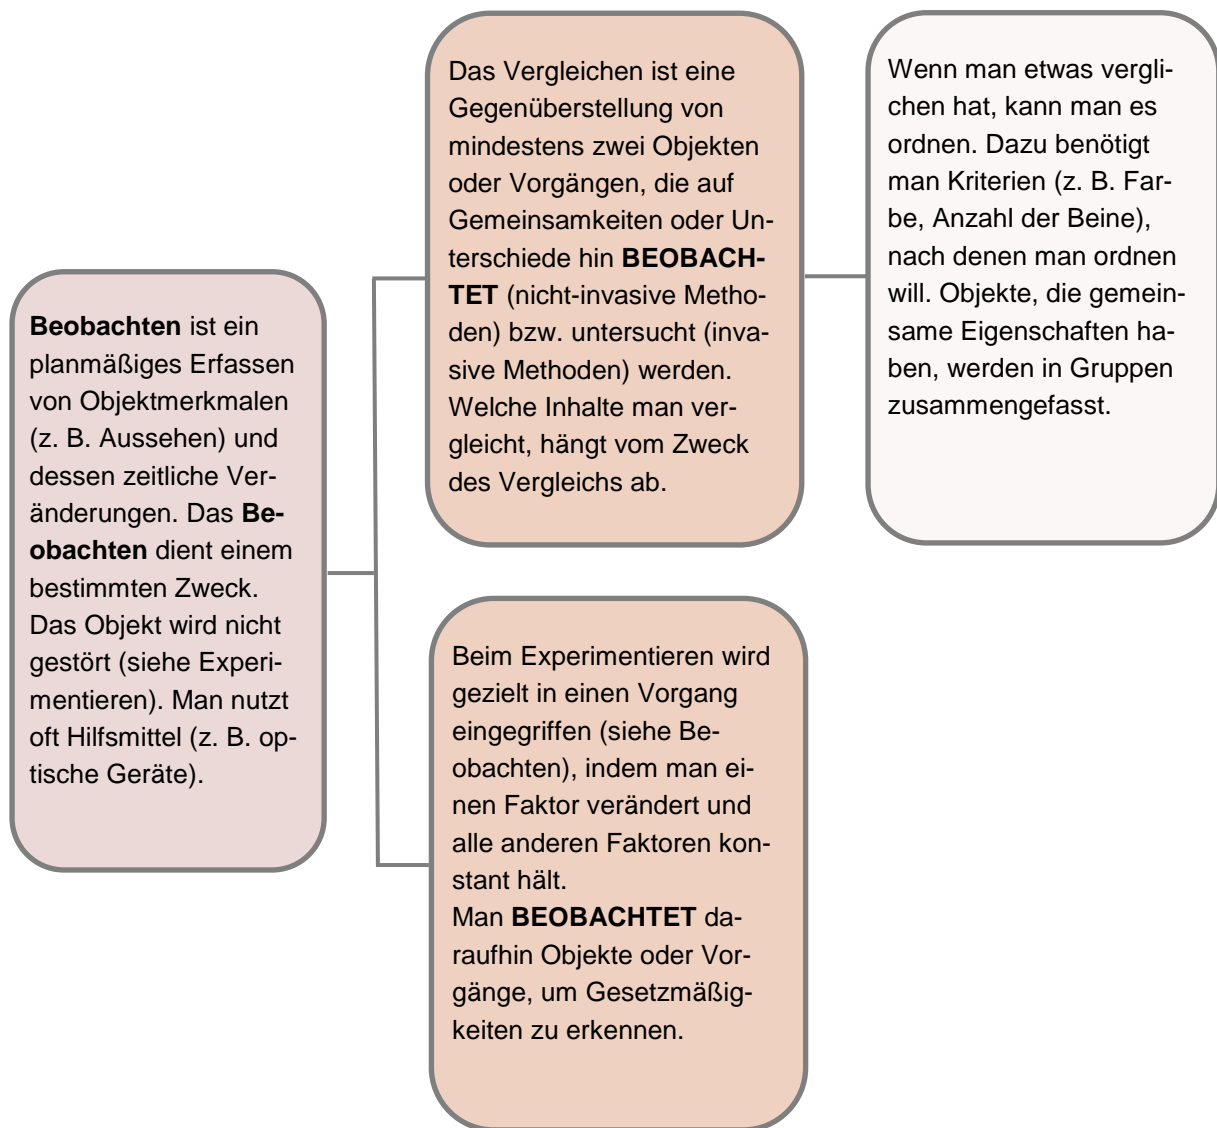 Beobachten ist ein
planmäßiges Erfassen
von Objektmerkmalen
(z. B. Aussehen) und
dessen zeitliche Ver-
änderungen. Das Be-
obachten dient einem
bestimmten Zweck.
Das Objekt wird nicht
gestört (siehe Experi-
mentieren). Man nutzt
oft Hilfsmittel (z. B. op-
tische Geräte).
Das Vergleichen ist eine
Gegenüberstellung von
mindestens zwei Objekten
oder Vorgängen, die auf
Gemeinsamkeiten oder Un-
terschiede hin BEOBACH-
TET (nicht-invasive Metho-
den) bzw. untersucht (inva-
sive Methoden) werden.
Welche Inhalte man ver-
gleicht, hängt vom Zweck
des Vergleichs ab.
Wenn man etwas vergli-
chen hat, kann man es
ordnen. Dazu benötigt
man Kriterien (z. B. Far-
be, Anzahl der Beine),
nach denen man ordnen
will. Objekte, die gemein-
same Eigenschaften ha-
ben, werden in Gruppen
zusammengefasst.
Beim Experimentieren wird
gezielt in einen Vorgang
eingegriffen (siehe Be-
obachten), indem man ei-
nen Faktor verändert und
alle anderen Faktoren kon-
stant hält.
Man BEOBACHTET da-
raufhin Objekte oder Vor-
gänge, um Gesetzmäßig-
keiten zu erkennen.